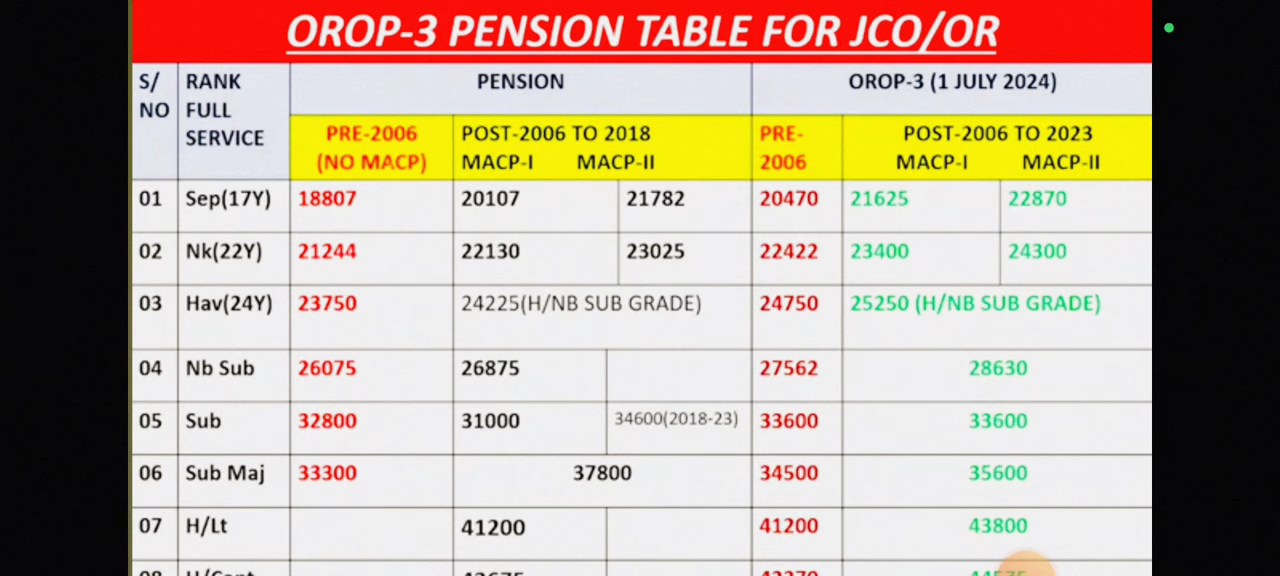 OROP-3 PENSION TABLE FOR JCO/OR
S/ NO RANK FULL SERVICE PENSION OROP-3 (1 JULY 2024)
PRE-2006 (NO MACP) POST-2006 TO 2018 MACP-I MACP-II PRE-2006 POST-2006 TO 2023 MACP-I MACP-II
01 Sep(17Y) 18807 20107 21782 20470 21625 22870
02 Nk(22Y) 21244 22130 23025 22422 23400 24300
03 Hav(24Y) 23750 24225(H/NB SUB GRADE) 24750 25250 (H/NB SUB GRADE)
04 Nb Sub 26075 26875 27562 28630
05 Sub 32800 31000 34600(2018-23) 33600 33600
06 Sub Maj 33300 37800 34500 35600
07 H/Lt 41200 41200 43800